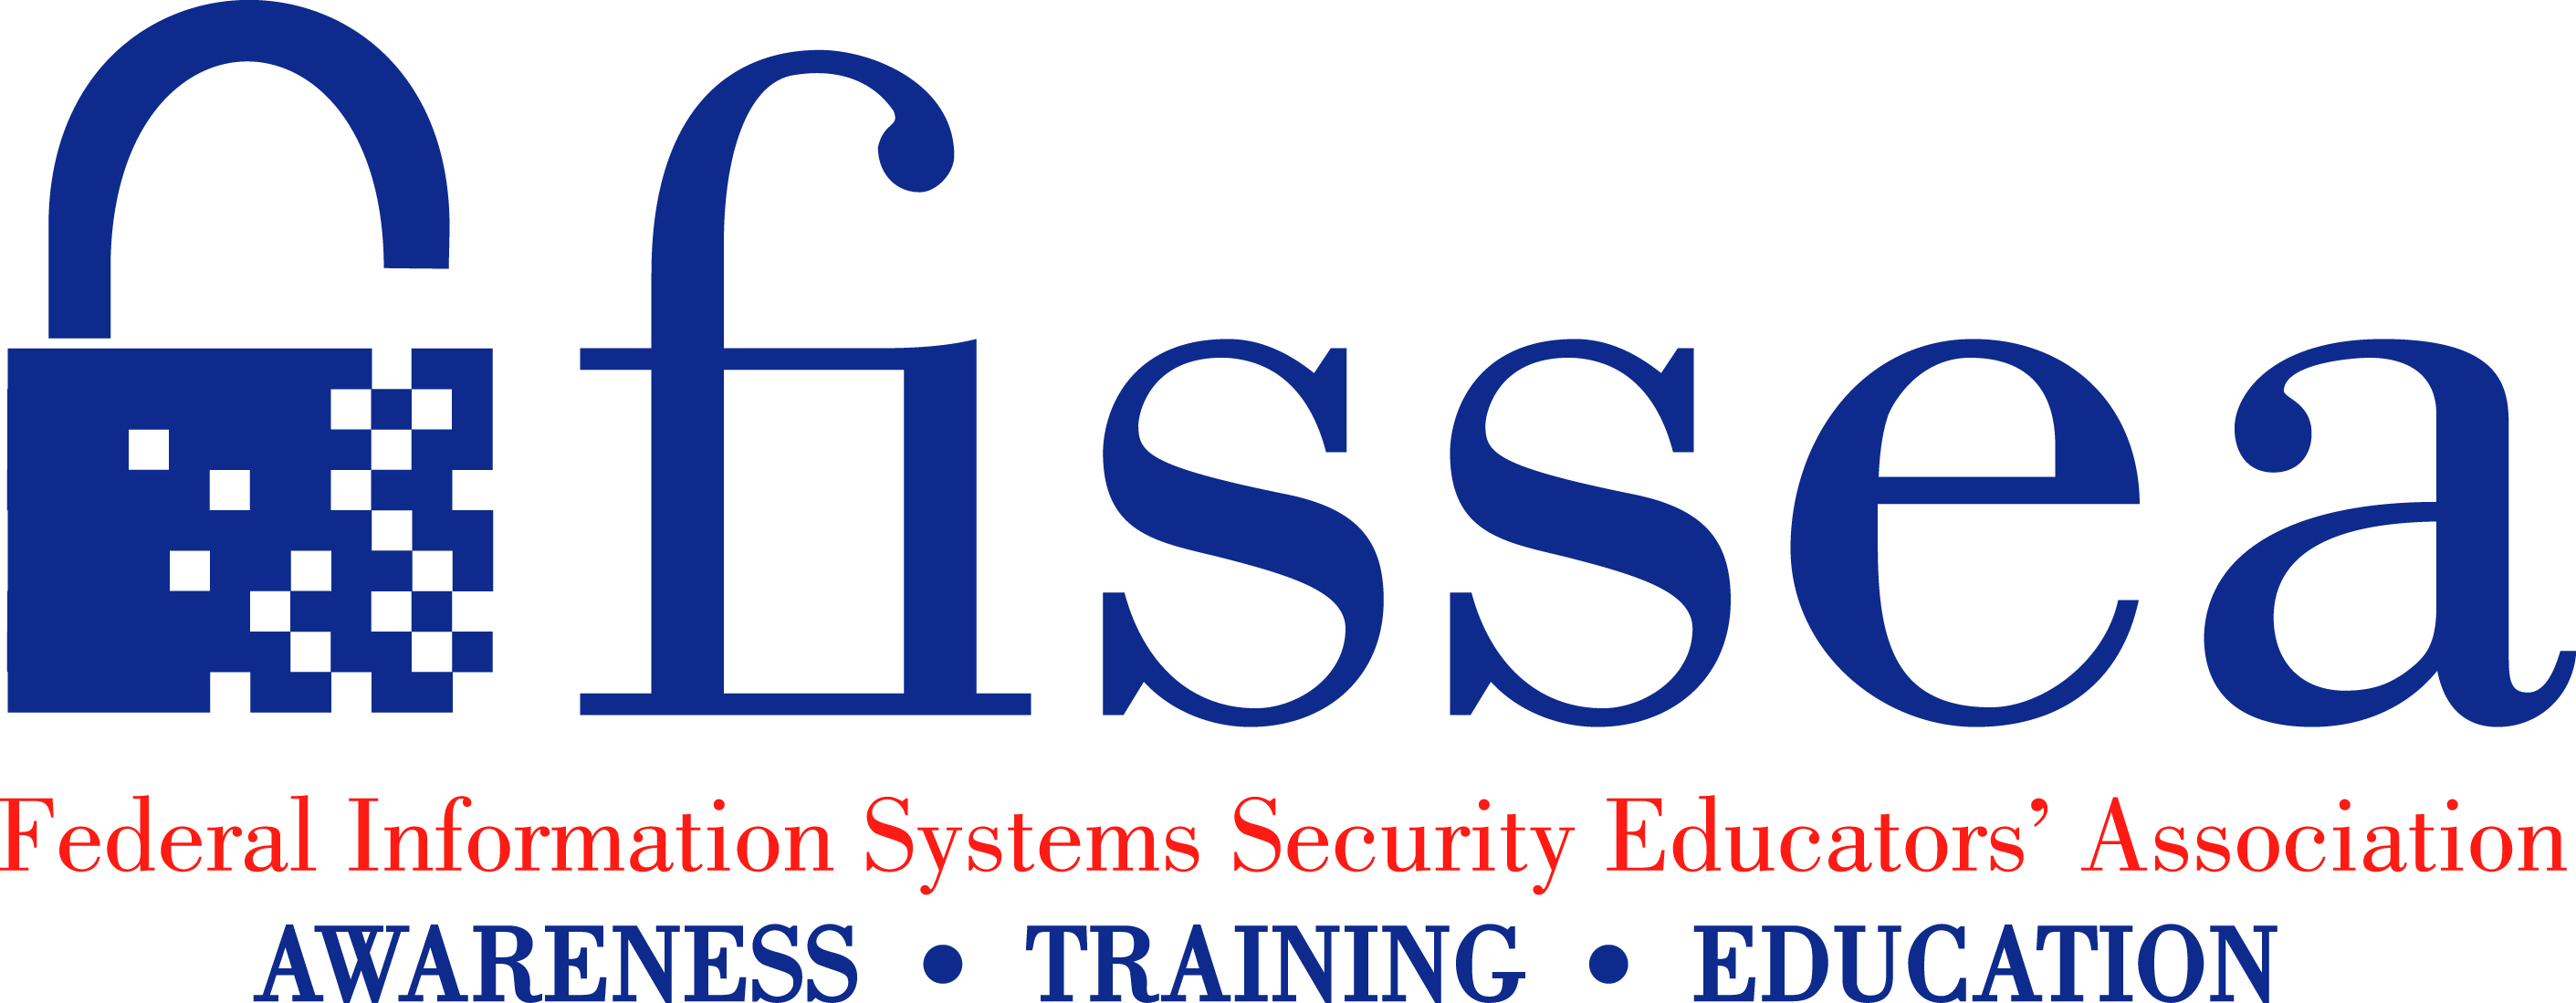 fissea
Federal Information Systems Security Educators’ Association
AWARENESS • TRAINING • EDUCATION